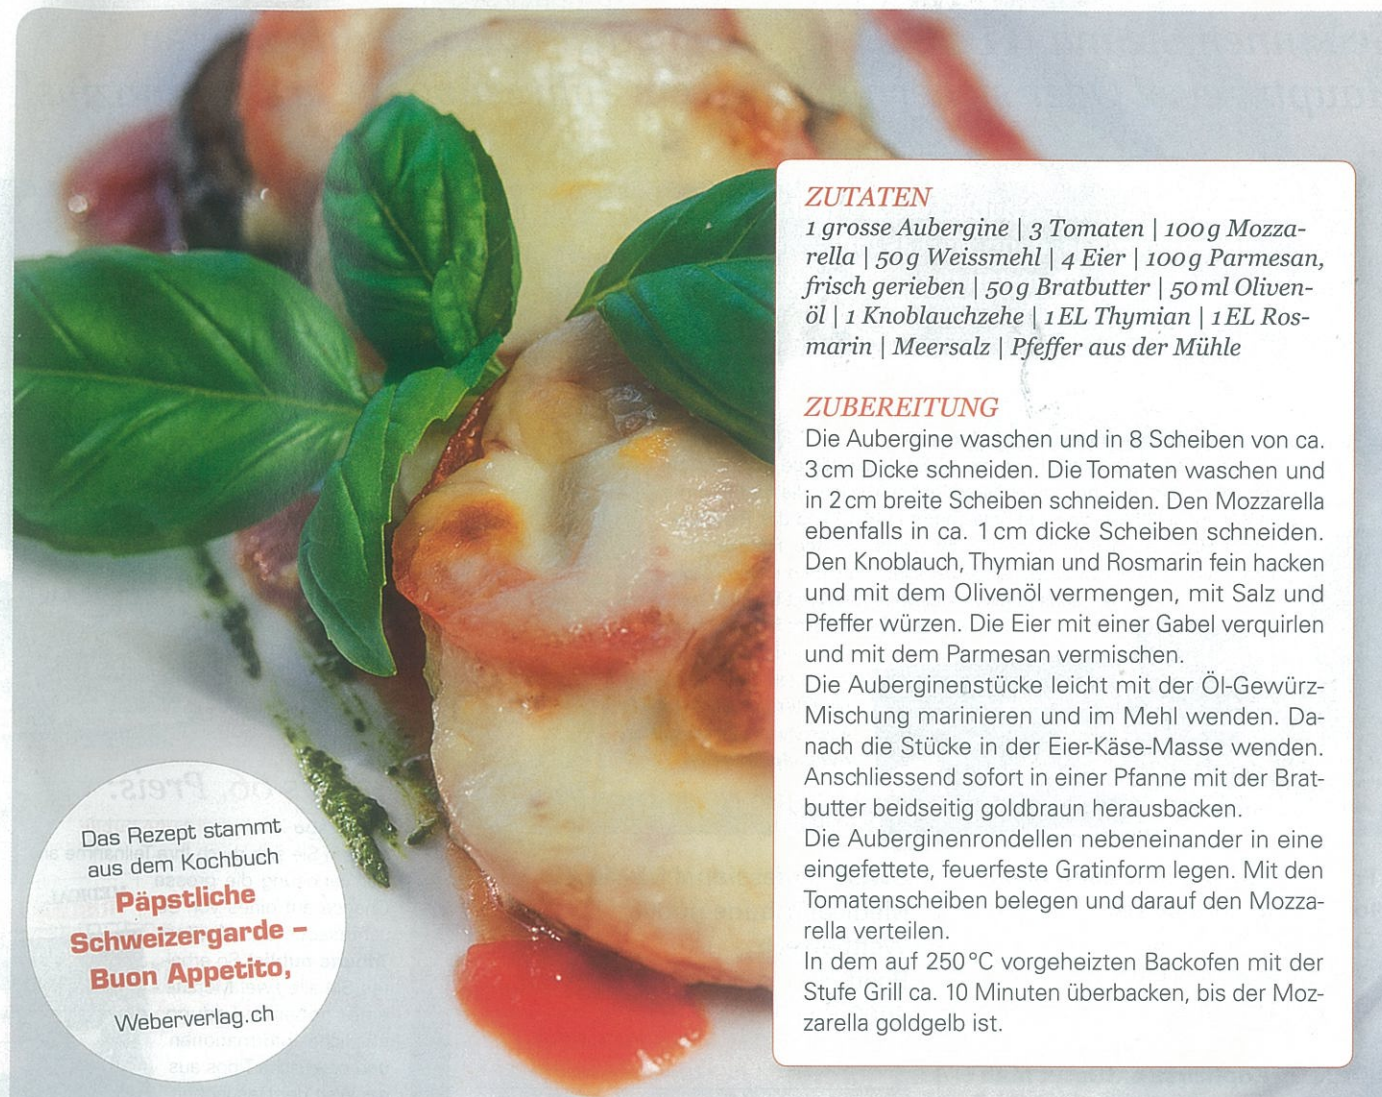 ZUTATEN
1 grosse Aubergine | 3 Tomaten | 100 g Mozza-
rella | 50 g Weissmehl | 4 Eier | 100 g Parmesan,
frisch gerieben | 50 g Bratbutter | 50 ml Oliven-
öl | 1 Knoblauchzehe | 1 EL Thymian | 1 EL Ros-
marin | Meersalz | Pfeffer aus der Mühle
ZUBEREITUNG
Die Aubergine waschen und in 8 Scheiben von ca.
3 cm Dicke schneiden. Die Tomaten waschen und
in 2 cm breite Scheiben schneiden. Den Mozzarella
ebenfalls in ca. 1 cm dicke Scheiben schneiden.
Den Knoblauch, Thymian und Rosmarin fein hacken
und mit dem Olivenöl vermengen, mit Salz und
Pfeffer würzen. Die Eier mit einer Gabel verquirlen
und mit dem Parmesan vermischen.
Die Auberginenstücke leicht mit der Öl-Gewürz-
Mischung marinieren und im Mehl wenden. Da-
nach die Stücke in der Eier-Käse-Masse wenden.
Anschliessend sofort in einer Pfanne mit der Brat-
butter beidseitig goldbraun herausbacken.
Die Auberginenrondellen nebeneinander in eine
eingefettete, feuerfeste Gratinform legen. Mit den
Tomatenscheiben belegen und darauf den Mozza-
rella verteilen.
In dem auf 250 °C vorgeheizten Backofen mit der
Stufe Grill ca. 10 Minuten überbacken, bis der Moz-
zarella goldgelb ist.
Das Rezept stammt
aus dem Kochbuch
Päpstliche
Schweizergarde –
Buon Appetito,
Weberverlag.ch